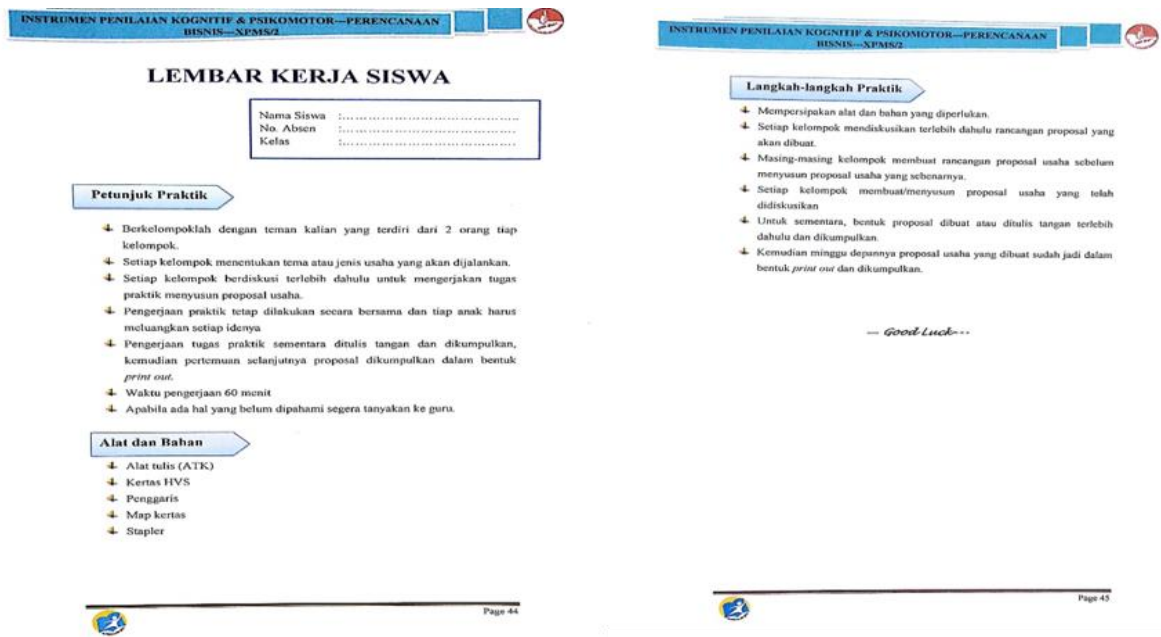 INSTRUMEN PENILAIAN KOGNITIF & PSIKOMOTOR—PERENCANAAN
BISNIS—XPMS/2
LEMBAR KERJA SISWA
Nama Siswa :.......................................
No. Absen :.......................................
Kelas :.......................................
Petunjuk Praktik
Berkelompoklah dengan teman kalian yang terdiri dari 2 orang tiap
kelompok.
Setiap kelompok menentukan tema atau jenis usaha yang akan dijalankan.
Setiap kelompok berdiskusi terlebih dahulu untuk mengerjakan tugas
praktik menyusun proposal usaha.
Pengerjaan praktik tetap dilakukan secara bersama dan tiap anak harus
meluangkan setiap idenya
Pengerjaan tugas praktik sementara ditulis tangan dan dikumpulkan,
kemudian pertemuan selanjutnya proposal dikumpulkan dalam bentuk
print out.
Waktu pengerjaan 60 menit
Apabila ada hal yang belum dipahami segera tanyakan ke guru.
Alat dan Bahan
Alat tulis (ATK)
Kertas HVS
Penggaris
Map kertas
Stapler
Page 44
INSTRUMEN PENILAIAN KOGNITIF & PSIKOMOTOR—PERENCANAAN
BISNIS—XPMS/2
Langkah-langkah Praktik
Mempersipakan alat dan bahan yang diperlukan.
Setiap kelompok mendiskusikan terlebih dahulu rancangan proposal yang
akan dibuat.
Masing-masing kelompok membuat rancangan proposal usaha sebelum
menyusun proposal usaha yang sebenarnya.
Setiap kelompok membuat/menyusun proposal usaha yang telah
didiskusikan
Untuk sementara, bentuk proposal dibuat atau ditulis tangan terlebih
dahulu dan dikumpulkan.
Kemudian minggu depannya proposal usaha yang dibuat sudah jadi dalam
bentuk print out dan dikumpulkan.
--- Good Luck---
Page 45